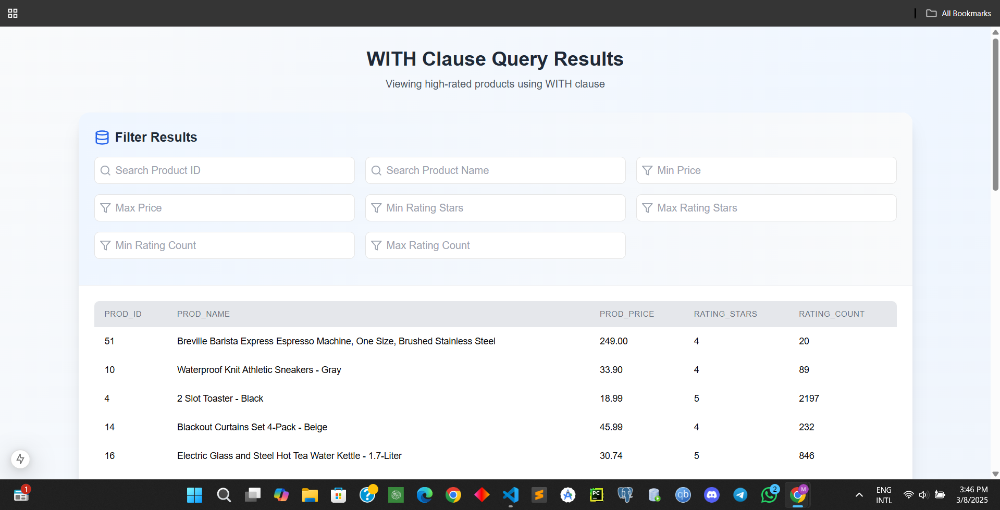 All Bookmarks
WITH Clause Query Results
Viewing high-rated products using WITH clause
Filter Results
Search Product ID
Search Product Name
Min Price
Max Price
Min Rating Stars
Max Rating Stars
Min Rating Count
Max Rating Count
PROD_ID PROD_NAME PROD_PRICE RATING_STARS RATING_COUNT
51 Breville Barista Express Espresso Machine, One Size, Brushed Stainless Steel 249.00 4 20
10 Waterproof Knit Athletic Sneakers - Gray 33.90 4 89
4 2 Slot Toaster - Black 18.99 5 2197
14 Blackout Curtains Set 4-Pack - Beige 45.99 4 232
16 Electric Glass and Steel Hot Tea Water Kettle - 1.7-Liter 30.74 5 846
1
PC
qb
2
M
ENG
INTL
3:46 PM
3/8/2025